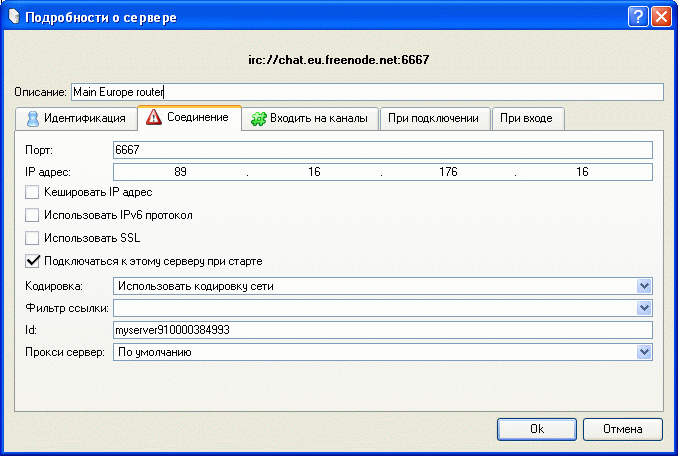 Подробности о сервере
irc://chat.eu.freenode.net:6667
Описание: Main Europe router
Идентификация Соединение Входить на каналы При подключении При входе
Порт: 6667
IP адрес: 89 . 16 . 176 . 16
Кешировать IP адрес
Использовать IPv6 протокол
Использовать SSL
Подключаться к этому серверу при старте
Кодировка: Использовать кодировку сети
Фильтр ссылки:
Id: myserver910000384993
Прокси сервер: По умолчанию
Ok Отмена